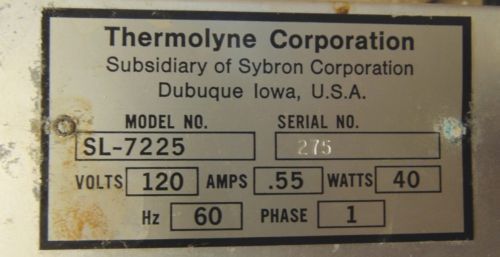 Thermolyne Corporation
Subsidiary of Sybron Corporation
Dubuque Iowa, U.S.A.
MODEL NO. SERIAL NO.
SL-7225 275
VOLTS 120 AMPS .55 WATTS 40
Hz 60 PHASE 1